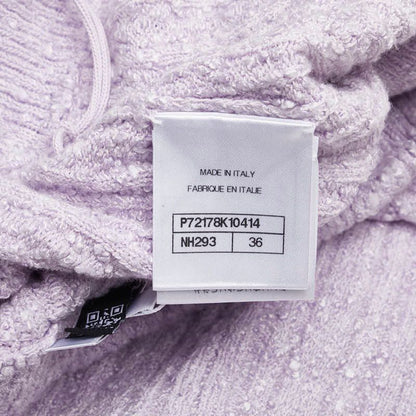 MADE IN ITALY
FABRIQUE EN ITALIE
P72178K10414
NH293 36